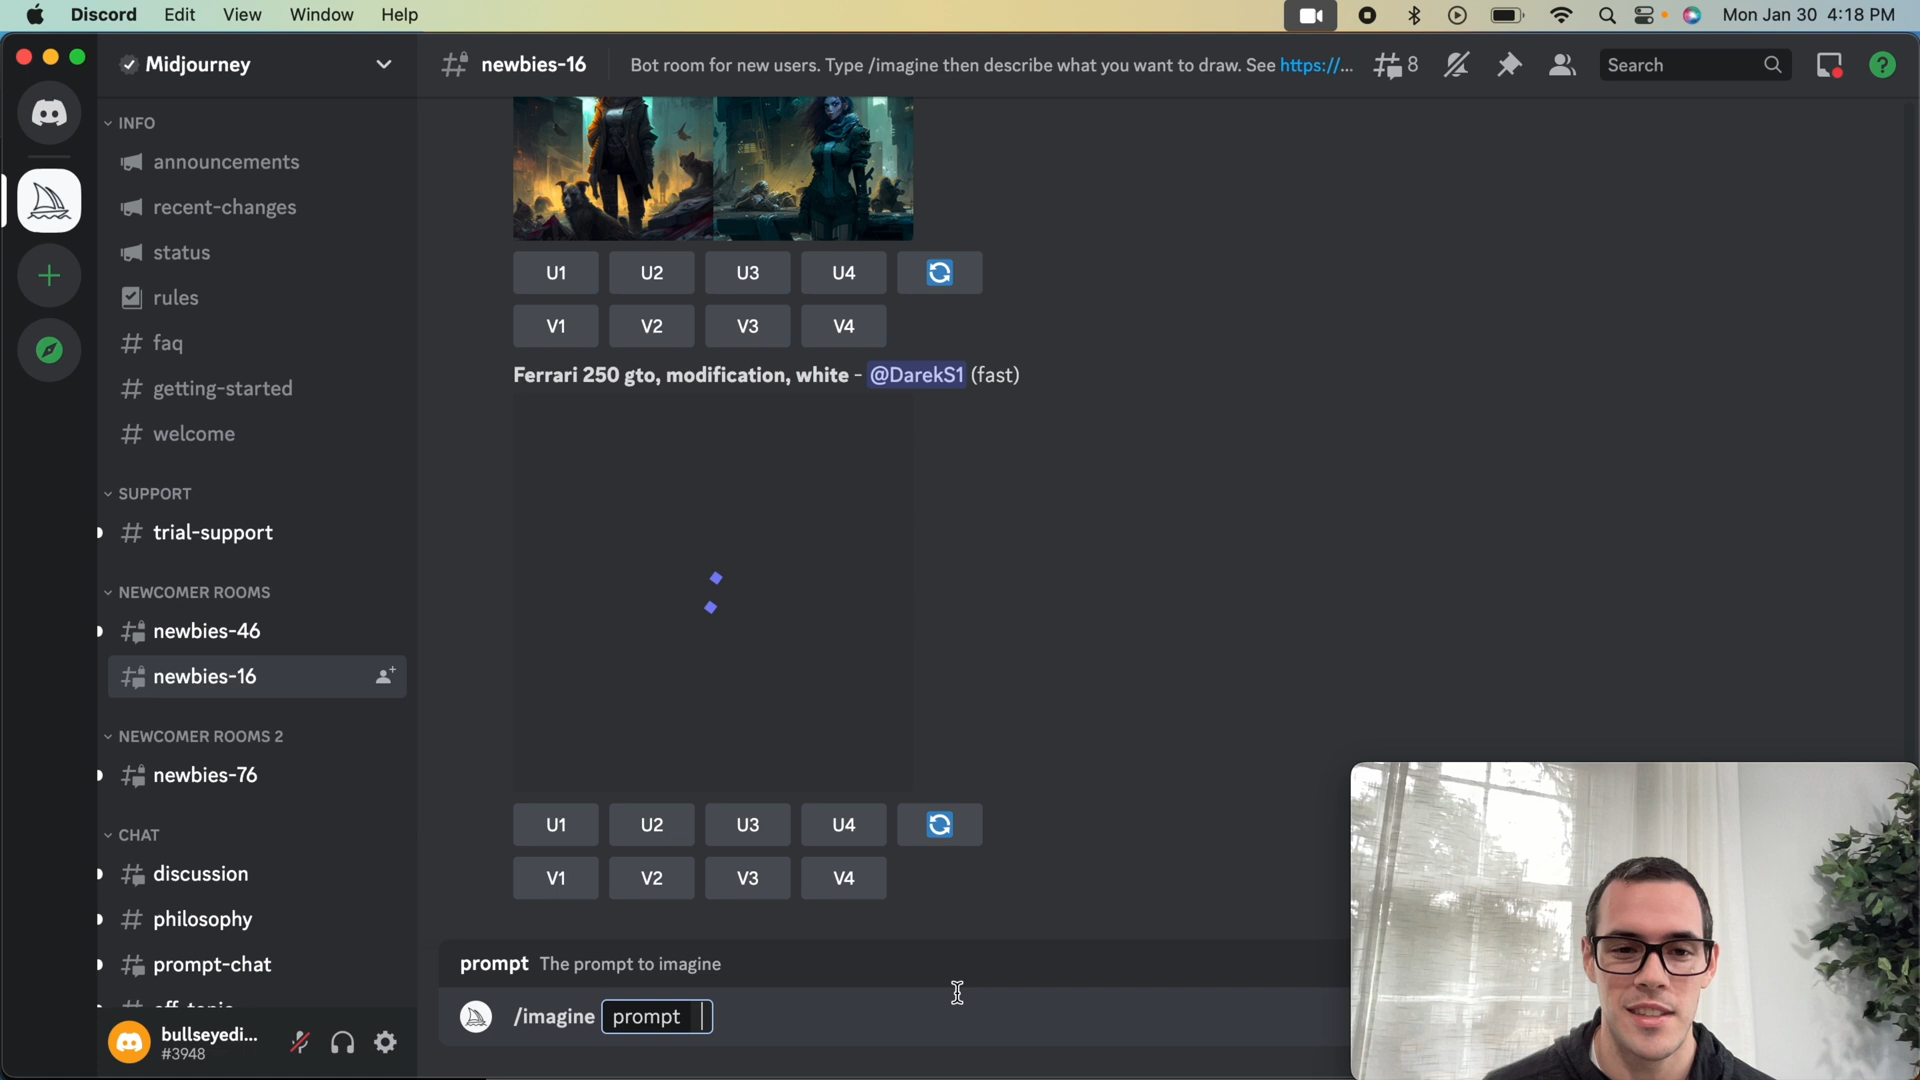 Discord Edit View Window Help Mon Jan 30 4:18 PM
Midjourney
newbies-16 Bot room for new users. Type /imagine then describe what you want to draw. See https://... 8 Search
INFO
announcements
recent-changes
status
rules
faq
getting-started
welcome
SUPPORT
trial-support
NEWCOMER ROOMS
newbies-46
newbies-16
NEWCOMER ROOMS 2
newbies-76
CHAT
discussion
philosophy
prompt-chat
off-topic
bullseyedi...
#3948
U1 U2 U3 U4
V1 V2 V3 V4
Ferrari 250 gto, modification, white - @DarekS1 (fast)
U1 U2 U3 U4
V1 V2 V3 V4
prompt The prompt to imagine
/imagine prompt